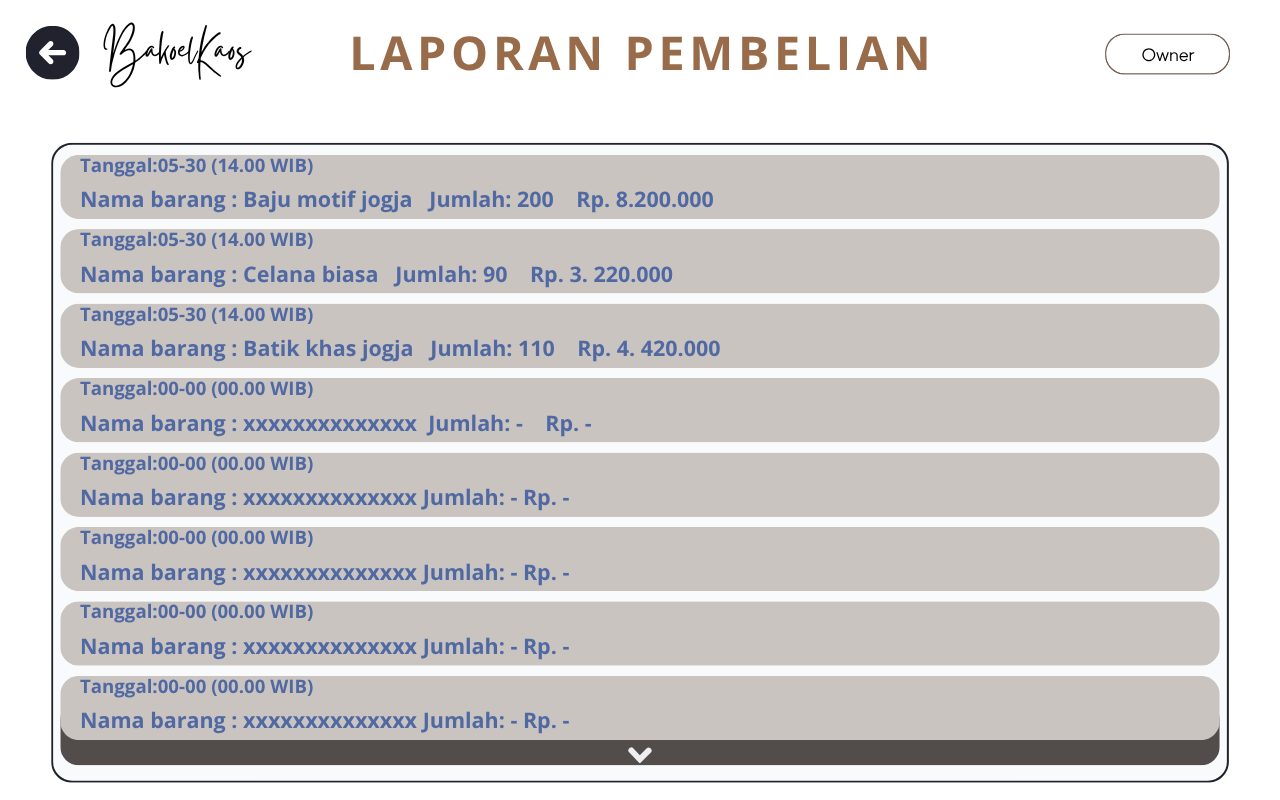 BakoelKaos
LAPORAN PEMBELIAN
Owner
Tanggal:05-30 (14.00 WIB)
Nama barang : Baju motif jogja Jumlah: 200 Rp. 8.200.000
Tanggal:05-30 (14.00 WIB)
Nama barang : Celana biasa Jumlah: 90 Rp. 3. 220.000
Tanggal:05-30 (14.00 WIB)
Nama barang : Batik khas jogja Jumlah: 110 Rp. 4. 420.000
Tanggal:00-00 (00.00 WIB)
Nama barang : xxxxxxxxxxxxxx Jumlah: - Rp. -
Tanggal:00-00 (00.00 WIB)
Nama barang : xxxxxxxxxxxxxx Jumlah: - Rp. -
Tanggal:00-00 (00.00 WIB)
Nama barang : xxxxxxxxxxxxxx Jumlah: - Rp. -
Tanggal:00-00 (00.00 WIB)
Nama barang : xxxxxxxxxxxxxx Jumlah: - Rp. -
Tanggal:00-00 (00.00 WIB)
Nama barang : xxxxxxxxxxxxxx Jumlah: - Rp. -